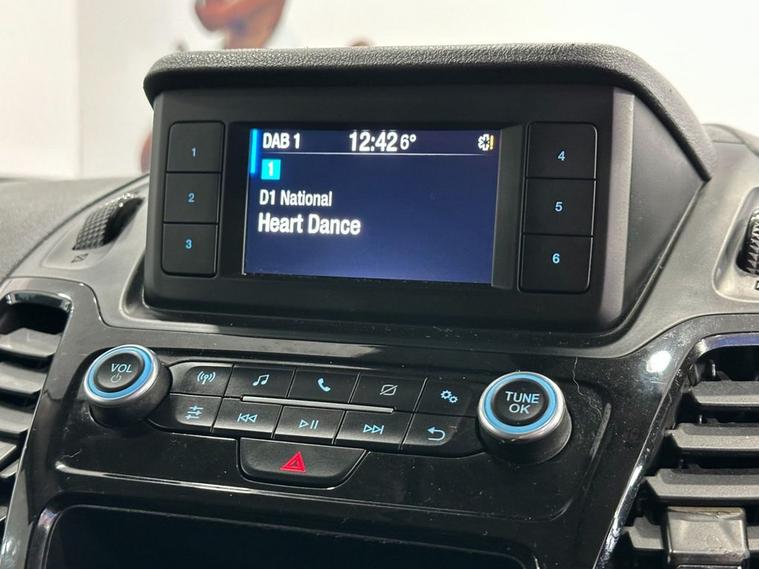 DAB 1 12:42 6°
1
D1 National
Heart Dance
1
2
3
4
5
6
VOL
TUNE
OK